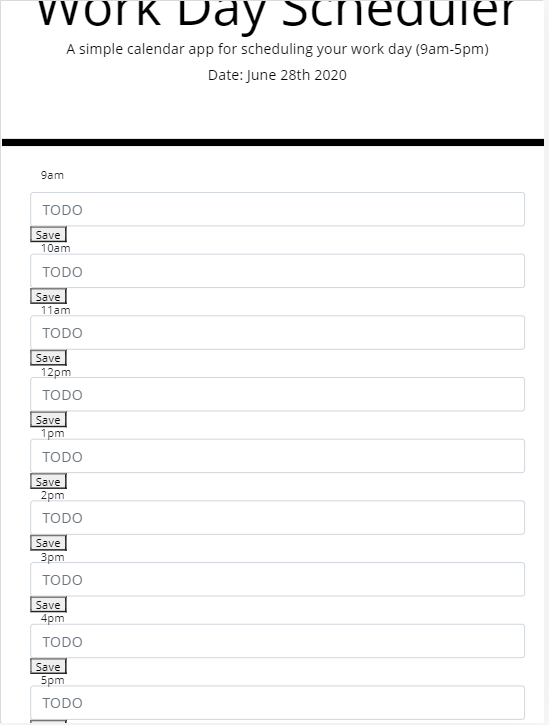 Work Day Scheduler
A simple calendar app for scheduling your work day (9am-5pm)
Date: June 28th 2020
9am
TODO
Save
10am
TODO
Save
11am
TODO
Save
12pm
TODO
Save
1pm
TODO
Save
2pm
TODO
Save
3pm
TODO
Save
4pm
TODO
Save
5pm
TODO